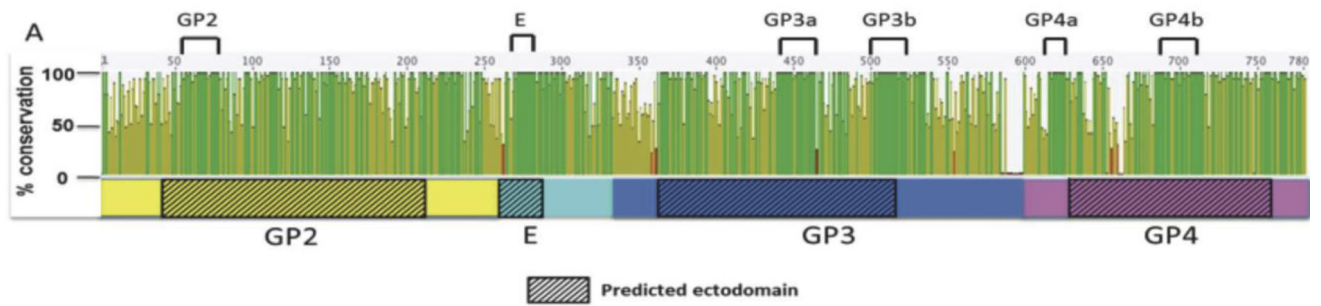 A
GP2 E GP3a GP3b GP4a GP4b
1 50 100 150 200 250 300 350 400 450 500 550 600 650 700 750 780
% conservation
100
50
0
GP2 E GP3 GP4
Predicted ectodomain